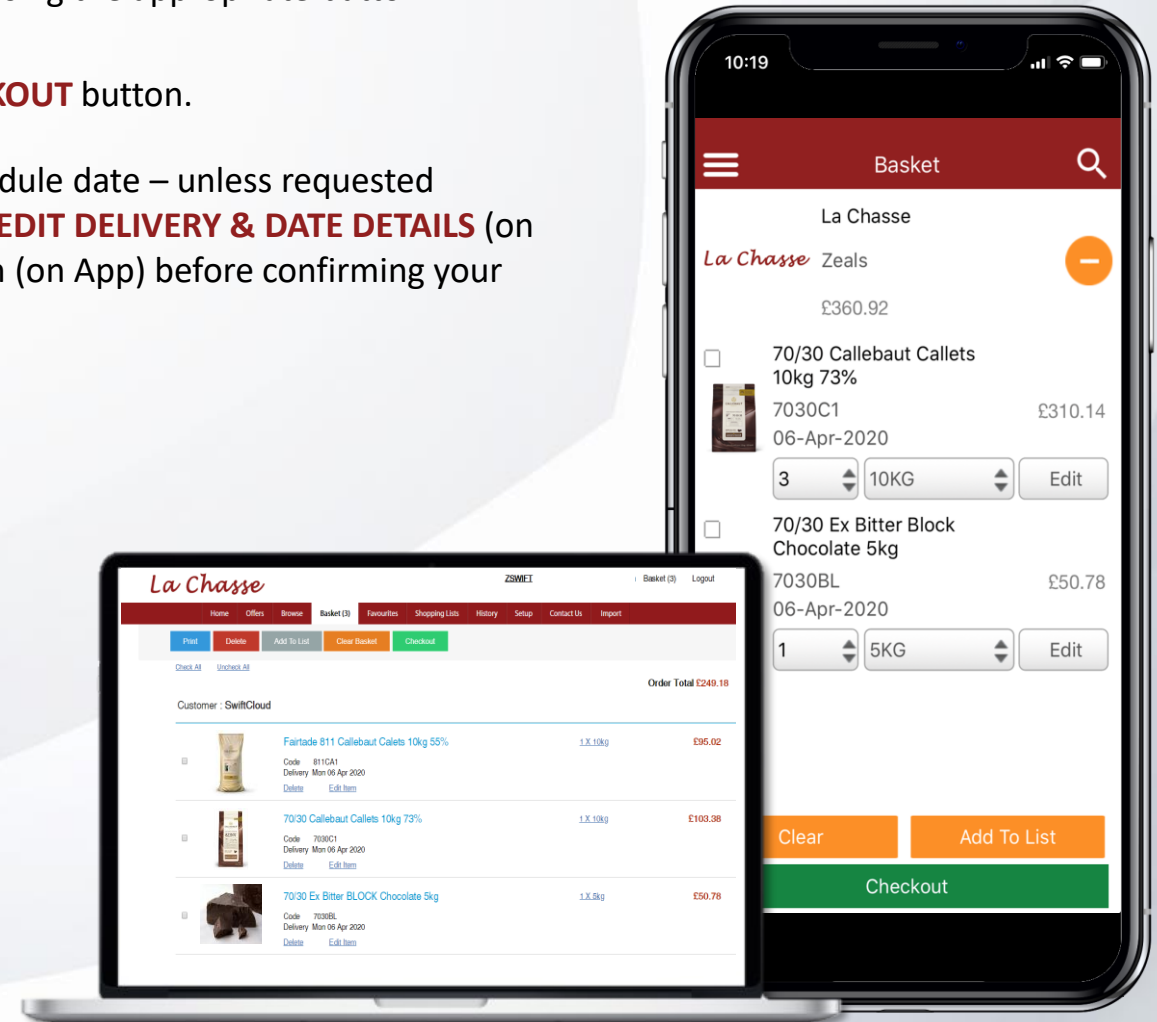 KOUT button.
dule date – unless requested
EDIT DELIVERY & DATE DETAILS (on
(on App) before confirming your
10:19
Basket
La Chasse
La Chasse Zeals
£360.92
70/30 Callebaut Callets
10kg 73%
7030C1 £310.14
06-Apr-2020
3 10KG Edit
70/30 Ex Bitter Block
Chocolate 5kg
7030BL £50.78
06-Apr-2020
1 5KG Edit
Clear Add To List
Checkout
La Chasse ZSWIFT Basket (3) Logout
Home Offers Browse Basket (3) Favourites Shopping Lists History Setup Contact Us Import
Print Delete Add To List Clear Basket Checkout
Check All Uncheck All
Order Total £249.18
Customer : SwiftCloud
Fairtade 811 Callebaut Calets 10kg 55% 1 X 10kg £95.02
Code 811CA1
Delivery Mon 06 Apr 2020
Delete Edit Item
70/30 Callebaut Callets 10kg 73% 1 X 10kg £103.38
Code 7030C1
Delivery Mon 06 Apr 2020
Delete Edit Item
70/30 Ex Bitter BLOCK Chocolate 5kg 1 X 5kg £50.78
Code 7030BL
Delivery Mon 06 Apr 2020
Delete Edit Item